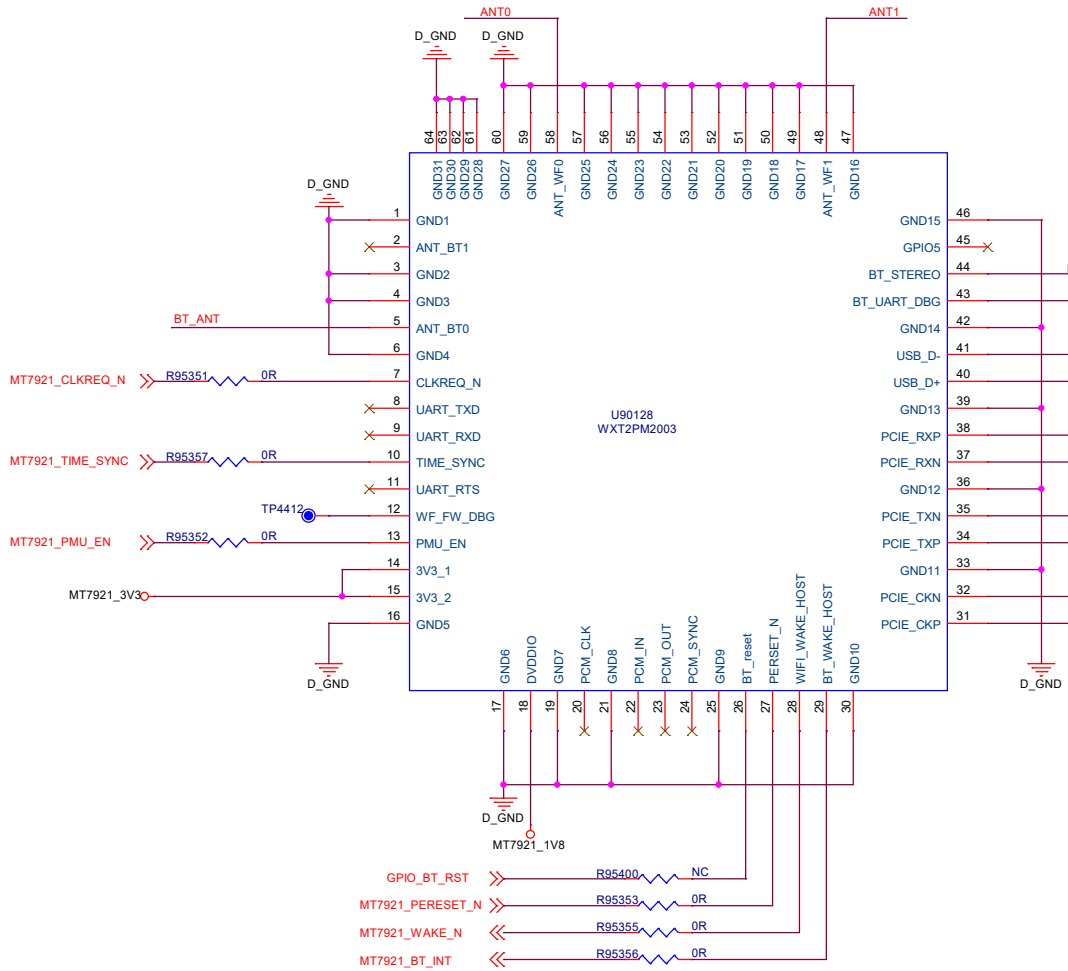 ANT0
ANT1
D_GND
D_GND
64
63
62
61
60
59
58
57
56
55
54
53
52
51
50
49
48
47
GND31
GND30
GND29
GND28
GND27
GND26
ANT_WF0
GND25
GND24
GND23
GND22
GND21
GND20
GND19
GND18
GND17
ANT_WF1
GND16
D_GND
1 GND1
2 ANT_BT1
3 GND2
4 GND3
BT_ANT
5 ANT_BT0
6 GND4
MT7921_CLKREQ_N R95351 0R 7 CLKREQ_N
8 UART_TXD
9 UART_RXD
MT7921_TIME_SYNC R95357 0R 10 TIME_SYNC
11 UART_RTS
TP4412 12 WF_FW_DBG
MT7921_PMU_EN R95352 0R 13 PMU_EN
14 3V3_1
MT7921_3V3 15 3V3_2
16 GND5
D_GND
U90128
WXT2PM2003
GND15 46
GPIO5 45
BT_STEREO 44
BT_UART_DBG 43
GND14 42
USB_D- 41
USB_D+ 40
GND13 39
PCIE_RXP 38
PCIE_RXN 37
GND12 36
PCIE_TXN 35
PCIE_TXP 34
GND11 33
PCIE_CKN 32
PCIE_CKP 31
D_GND
GND6
DVDDIO
GND7
PCM_CLK
GND8
PCM_IN
PCM_OUT
PCM_SYNC
GND9
BT_reset
PERSET_N
WIFI_WAKE_HOST
BT_WAKE_HOST
GND10
17
18
19
20
21
22
23
24
25
26
27
28
29
30
D_GND
MT7921_1V8
GPIO_BT_RST R95400 NC
MT7921_PERESET_N R95353 0R
MT7921_WAKE_N R95355 0R
MT7921_BT_INT R95356 0R